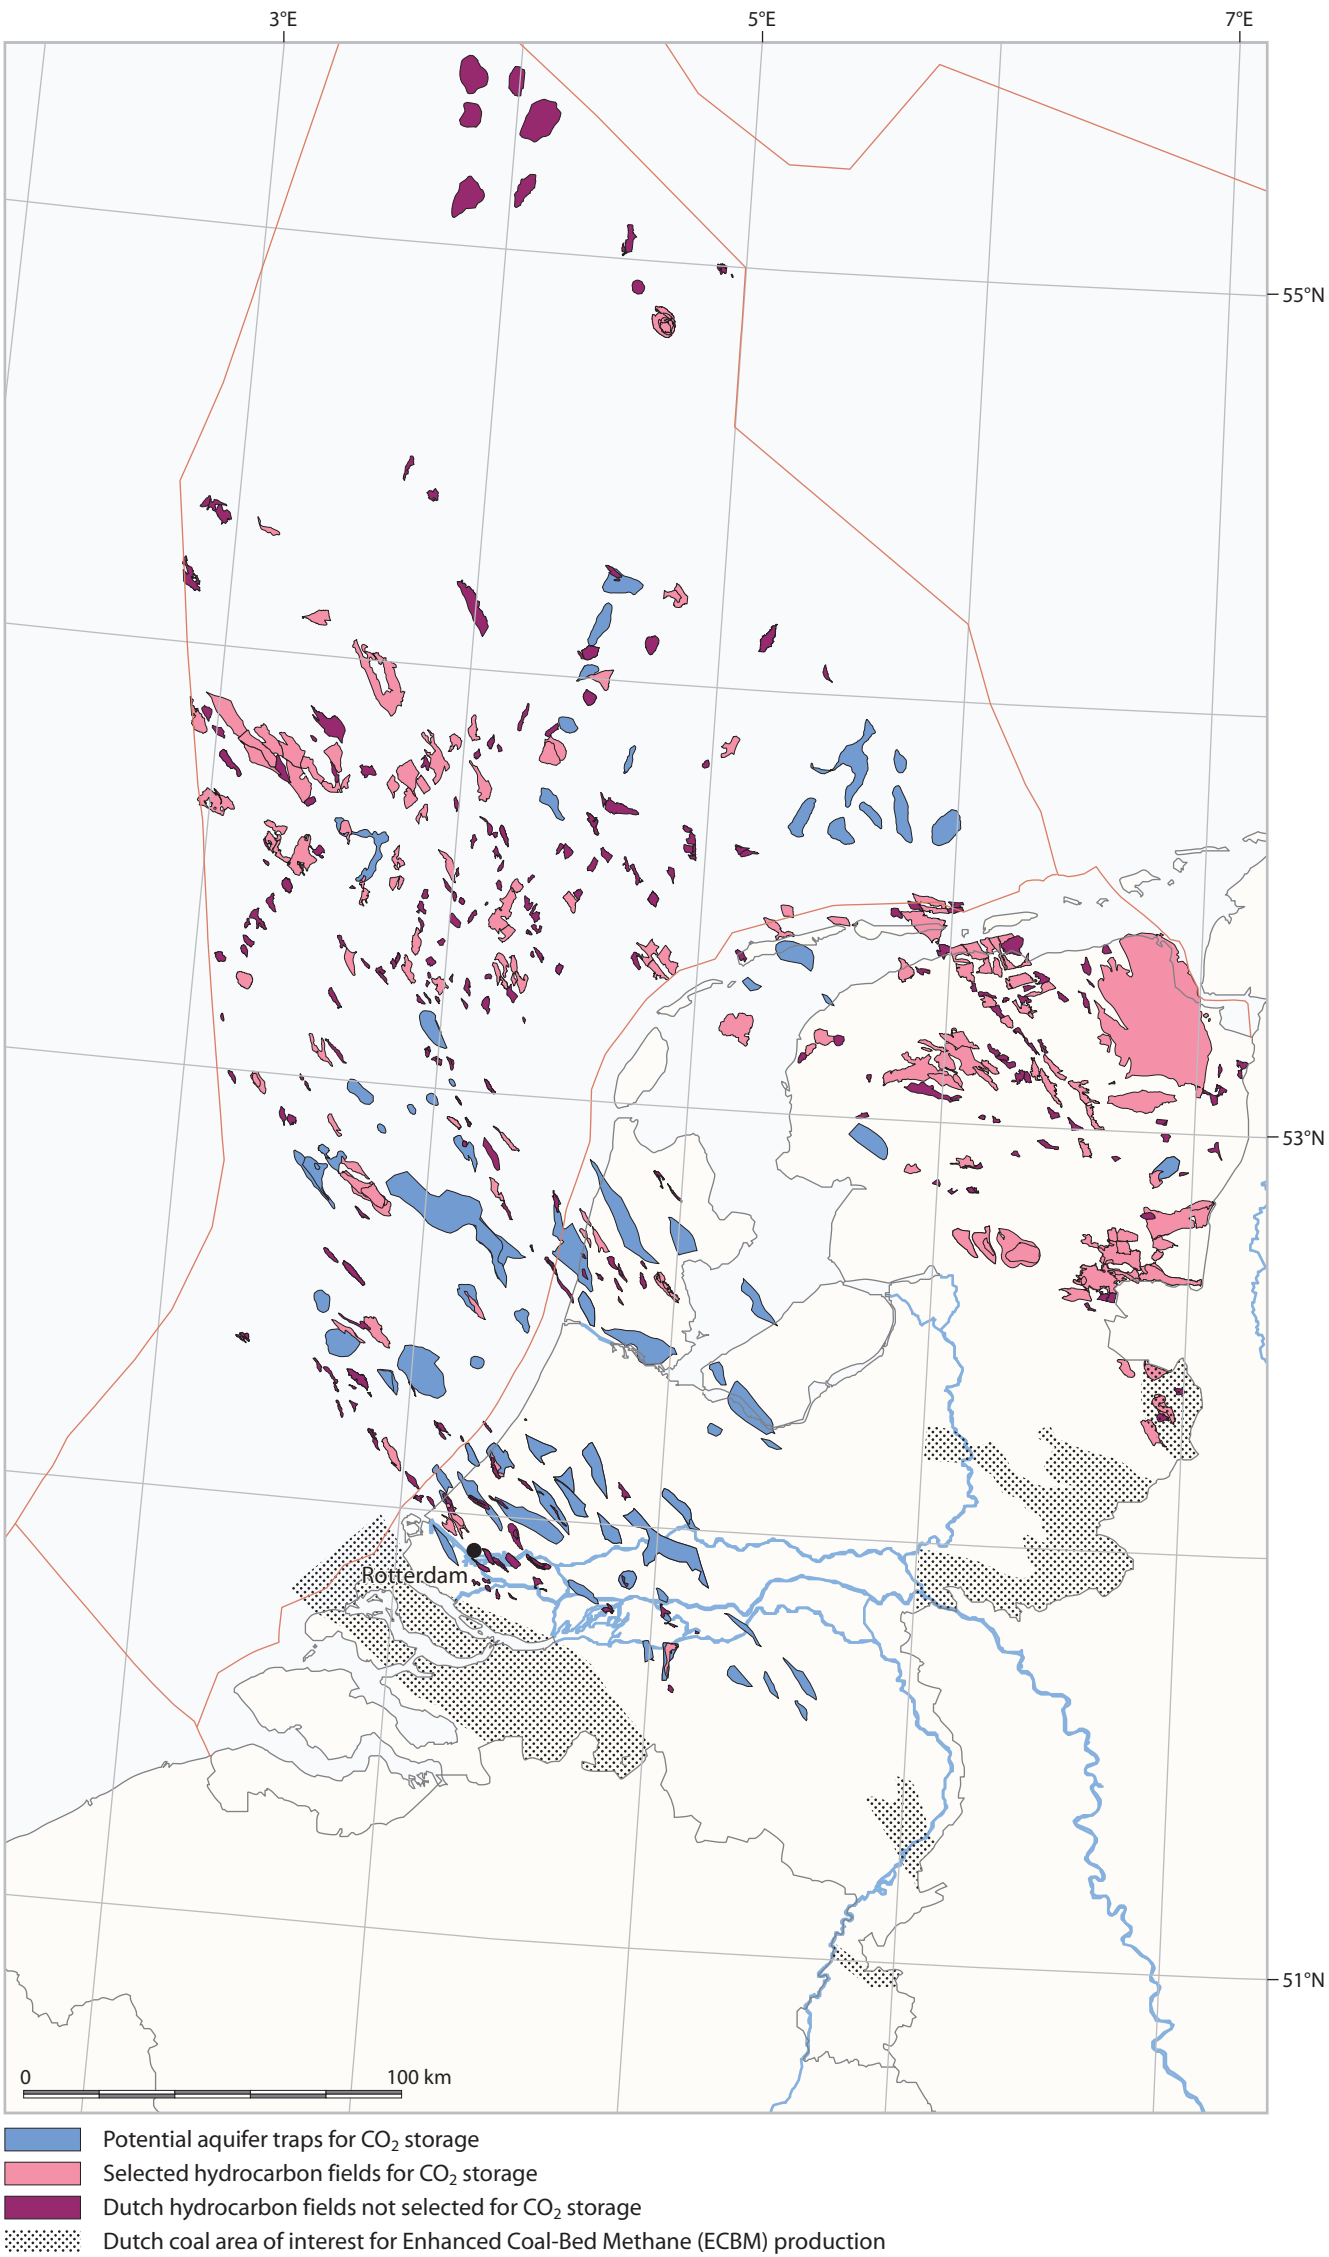 3°E
5°E
7°E
55°N
53°N
Rotterdam
51°N
0
100 km
Potential aquifer traps for CO₂ storage
Selected hydrocarbon fields for CO₂ storage
Dutch hydrocarbon fields not selected for CO₂ storage
Dutch coal area of interest for Enhanced Coal-Bed Methane (ECBM) production